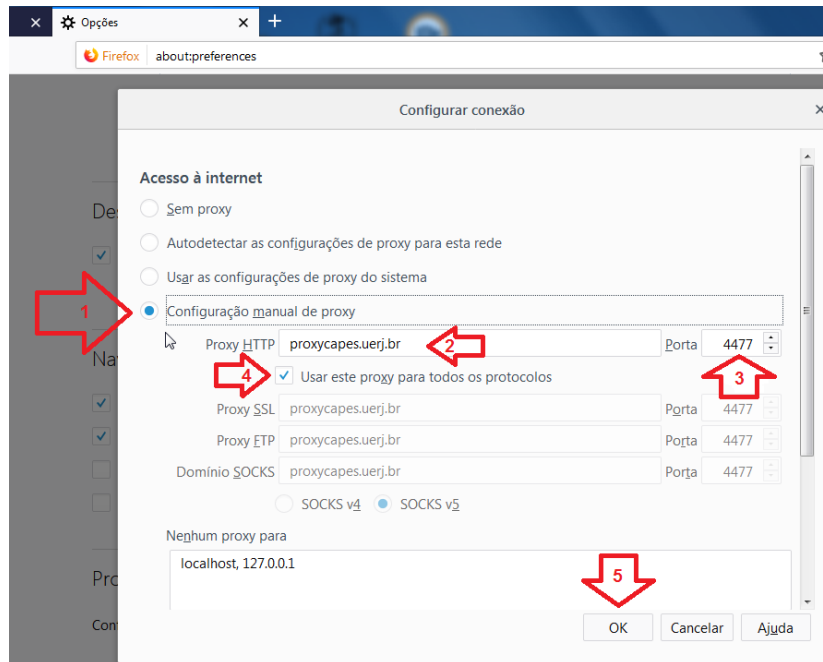 Opções
Firefox about:preferences
Configurar conexão
Acesso à internet
Des
Sem proxy
Autodetectar as configurações de proxy para esta rede
Usar as configurações de proxy do sistema
1
Configuração manual de proxy
Proxy HTTP proxycapes.uerj.br 2 Porta 4477
Na
4 Usar este proxy para todos os protocolos 3
Proxy SSL proxycapes.uerj.br Porta 4477
Proxy FTP proxycapes.uerj.br Porta 4477
Domínio SOCKS proxycapes.uerj.br Porta 4477
SOCKS v4 SOCKS v5
Nenhum proxy para
localhost, 127.0.0.1
Pro
5
Con
OK Cancelar Ajuda